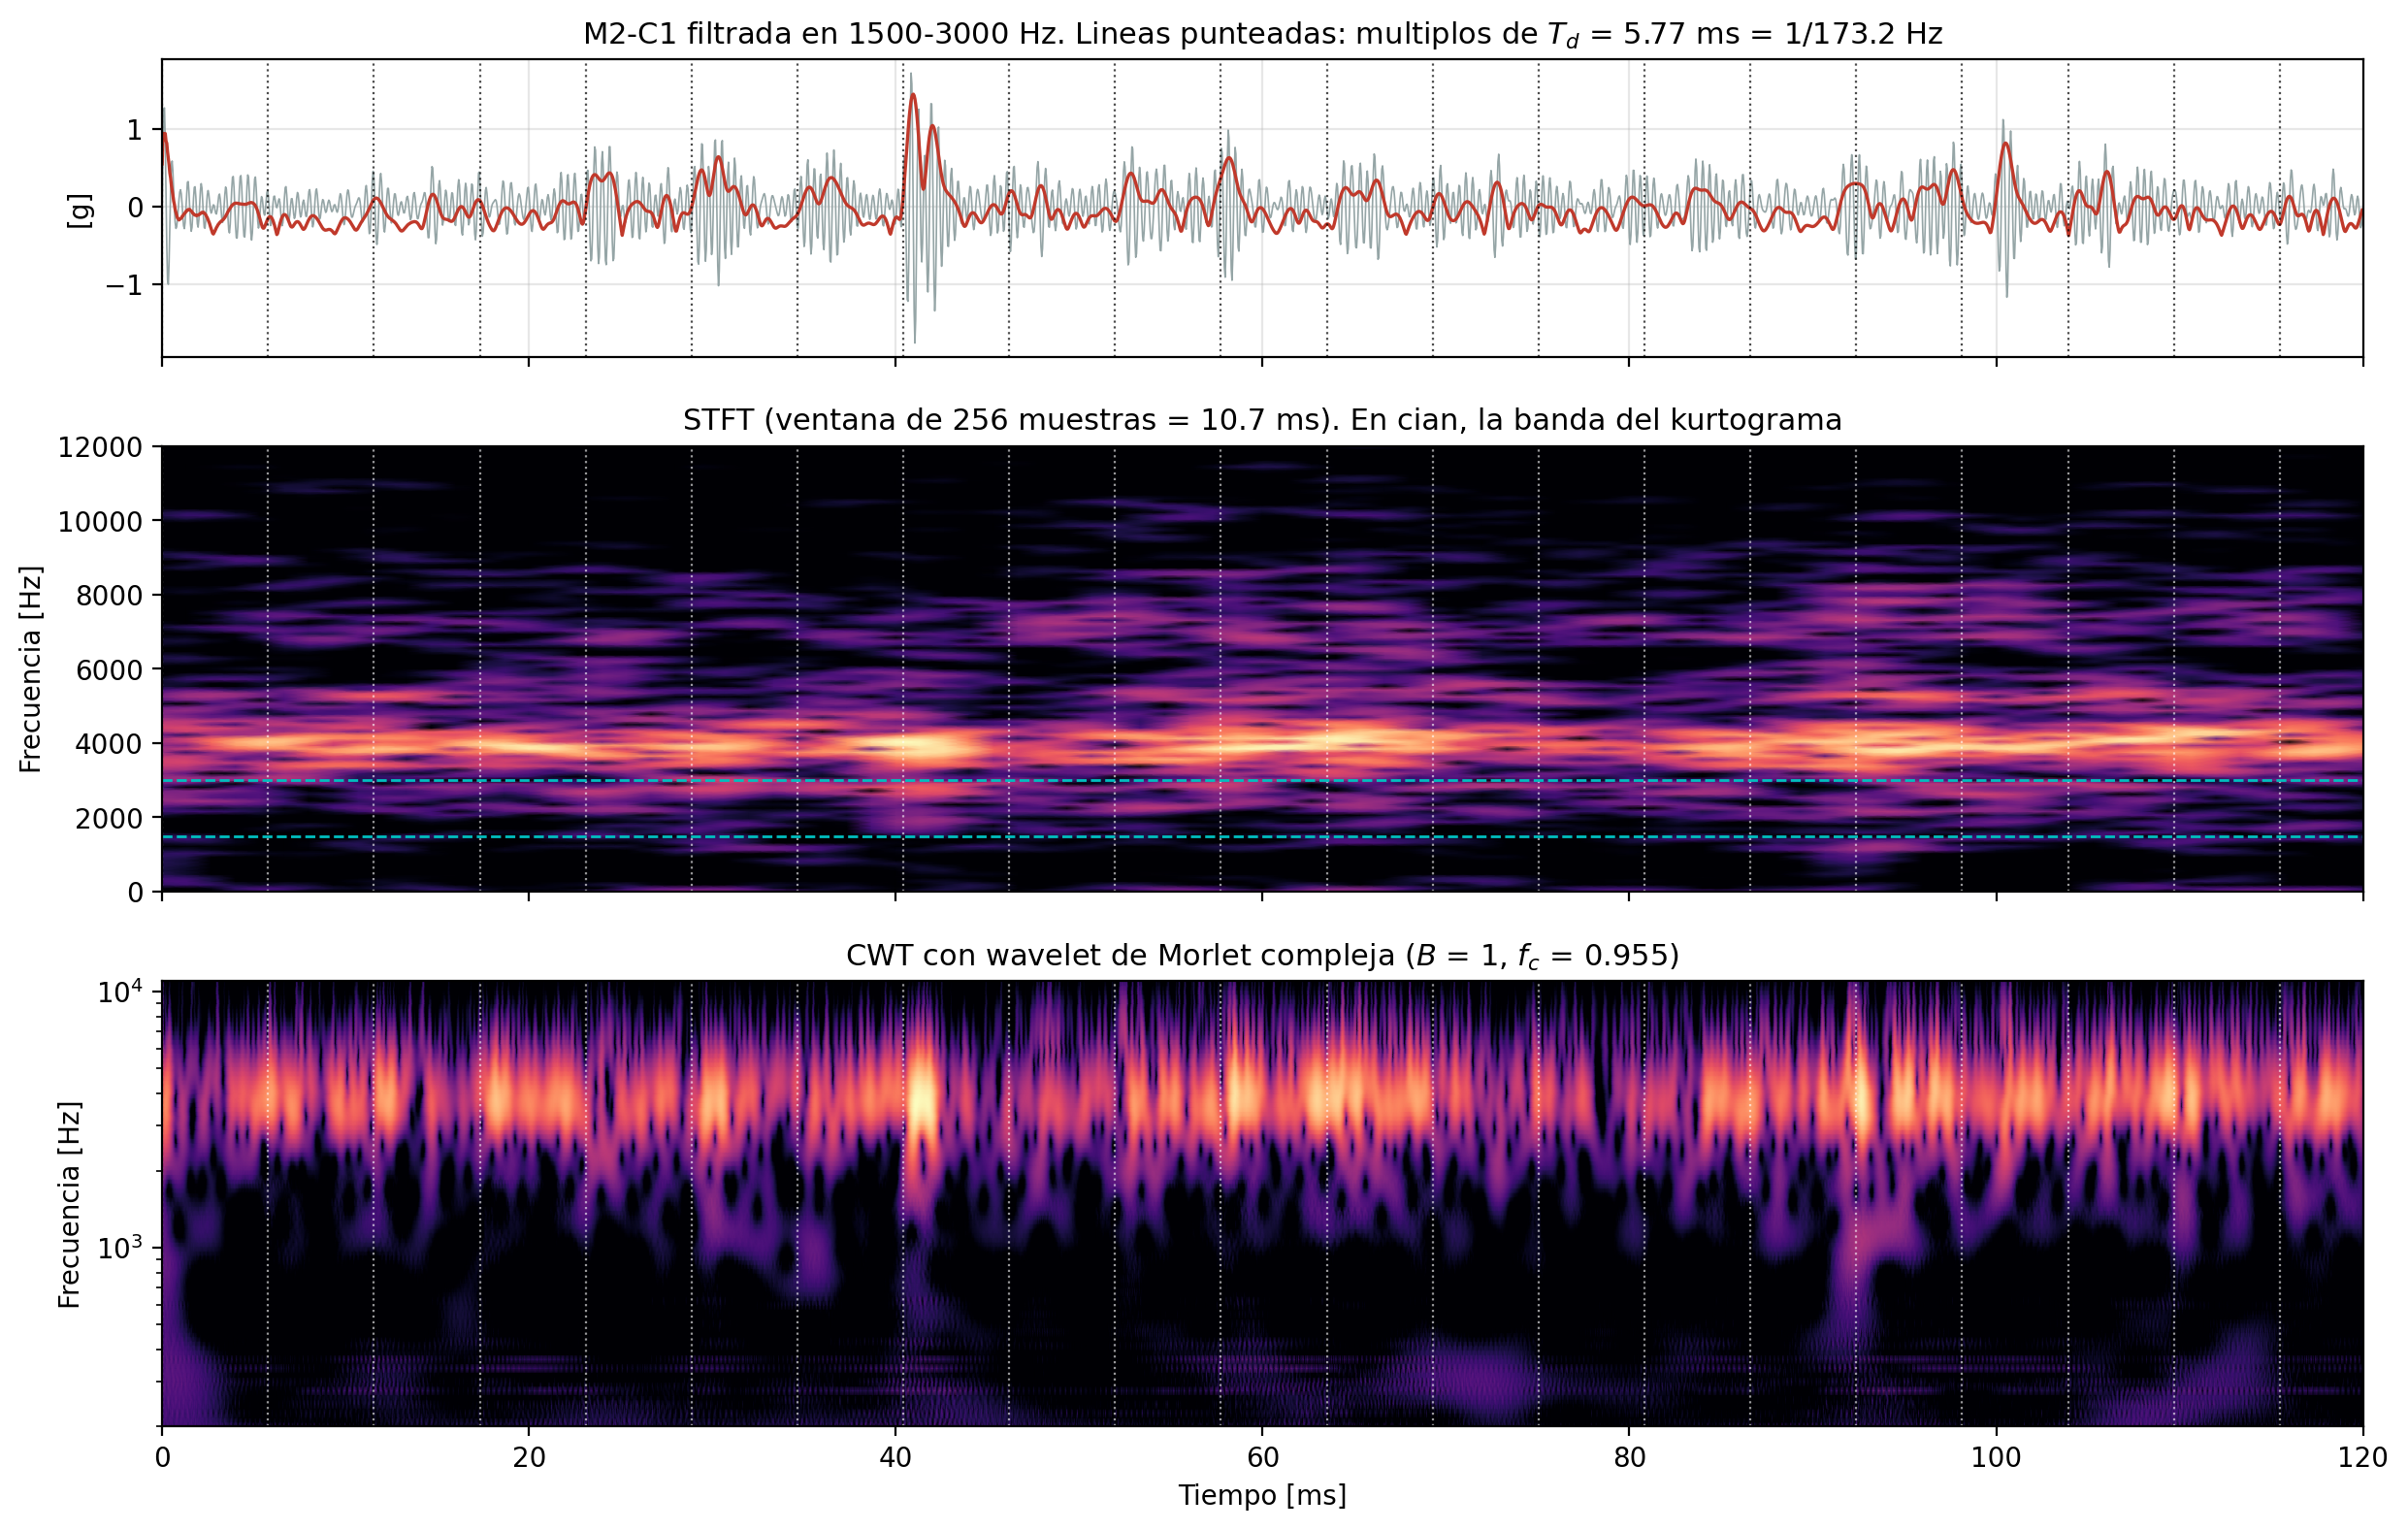 M2-C1 filtrada en 1500-3000 Hz. Lineas punteadas: multiplos de T_d = 5.77 ms = 1/173.2 Hz
1
0
−1
[g]
STFT (ventana de 256 muestras = 10.7 ms). En cian, la banda del kurtograma
12000
10000
8000
6000
4000
2000
0
Frecuencia [Hz]
CWT con wavelet de Morlet compleja (B = 1, f_c = 0.955)
10^4
10^3
Frecuencia [Hz]
0 20 40 60 80 100 120
Tiempo [ms]